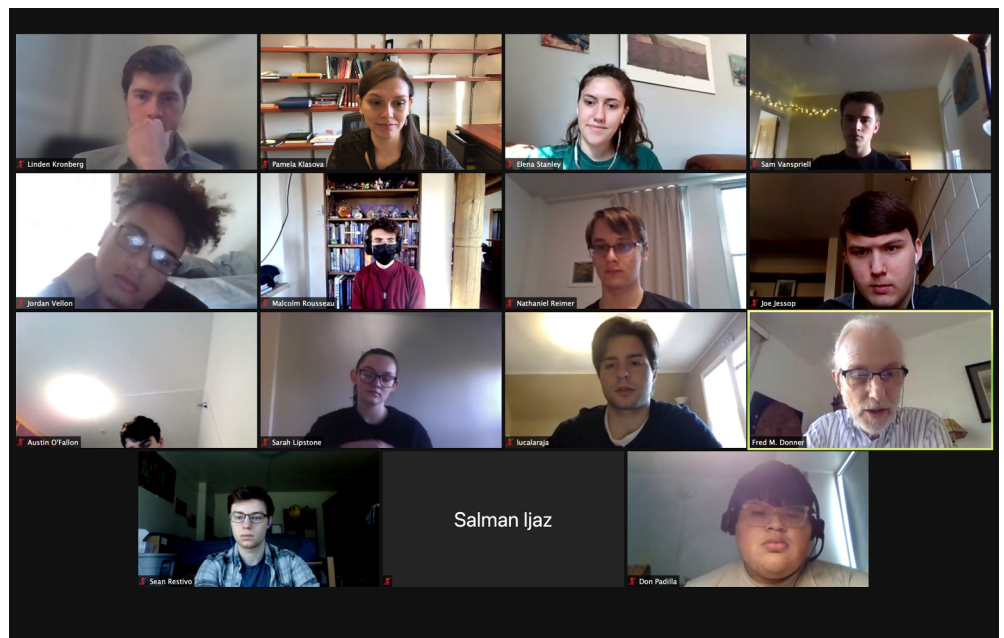 Linden Kronberg
Pamela Klasova
Elena Stanley
Sam Vanspriell
Jordan Vellon
Malcolm Rousseau
Nathaniel Reimer
Joe Jessop
Austin O'Fallon
Sarah Lipstone
lucalaraja
Fred M. Donner
Salman Ijaz
Sean Restivo
Don Padilla